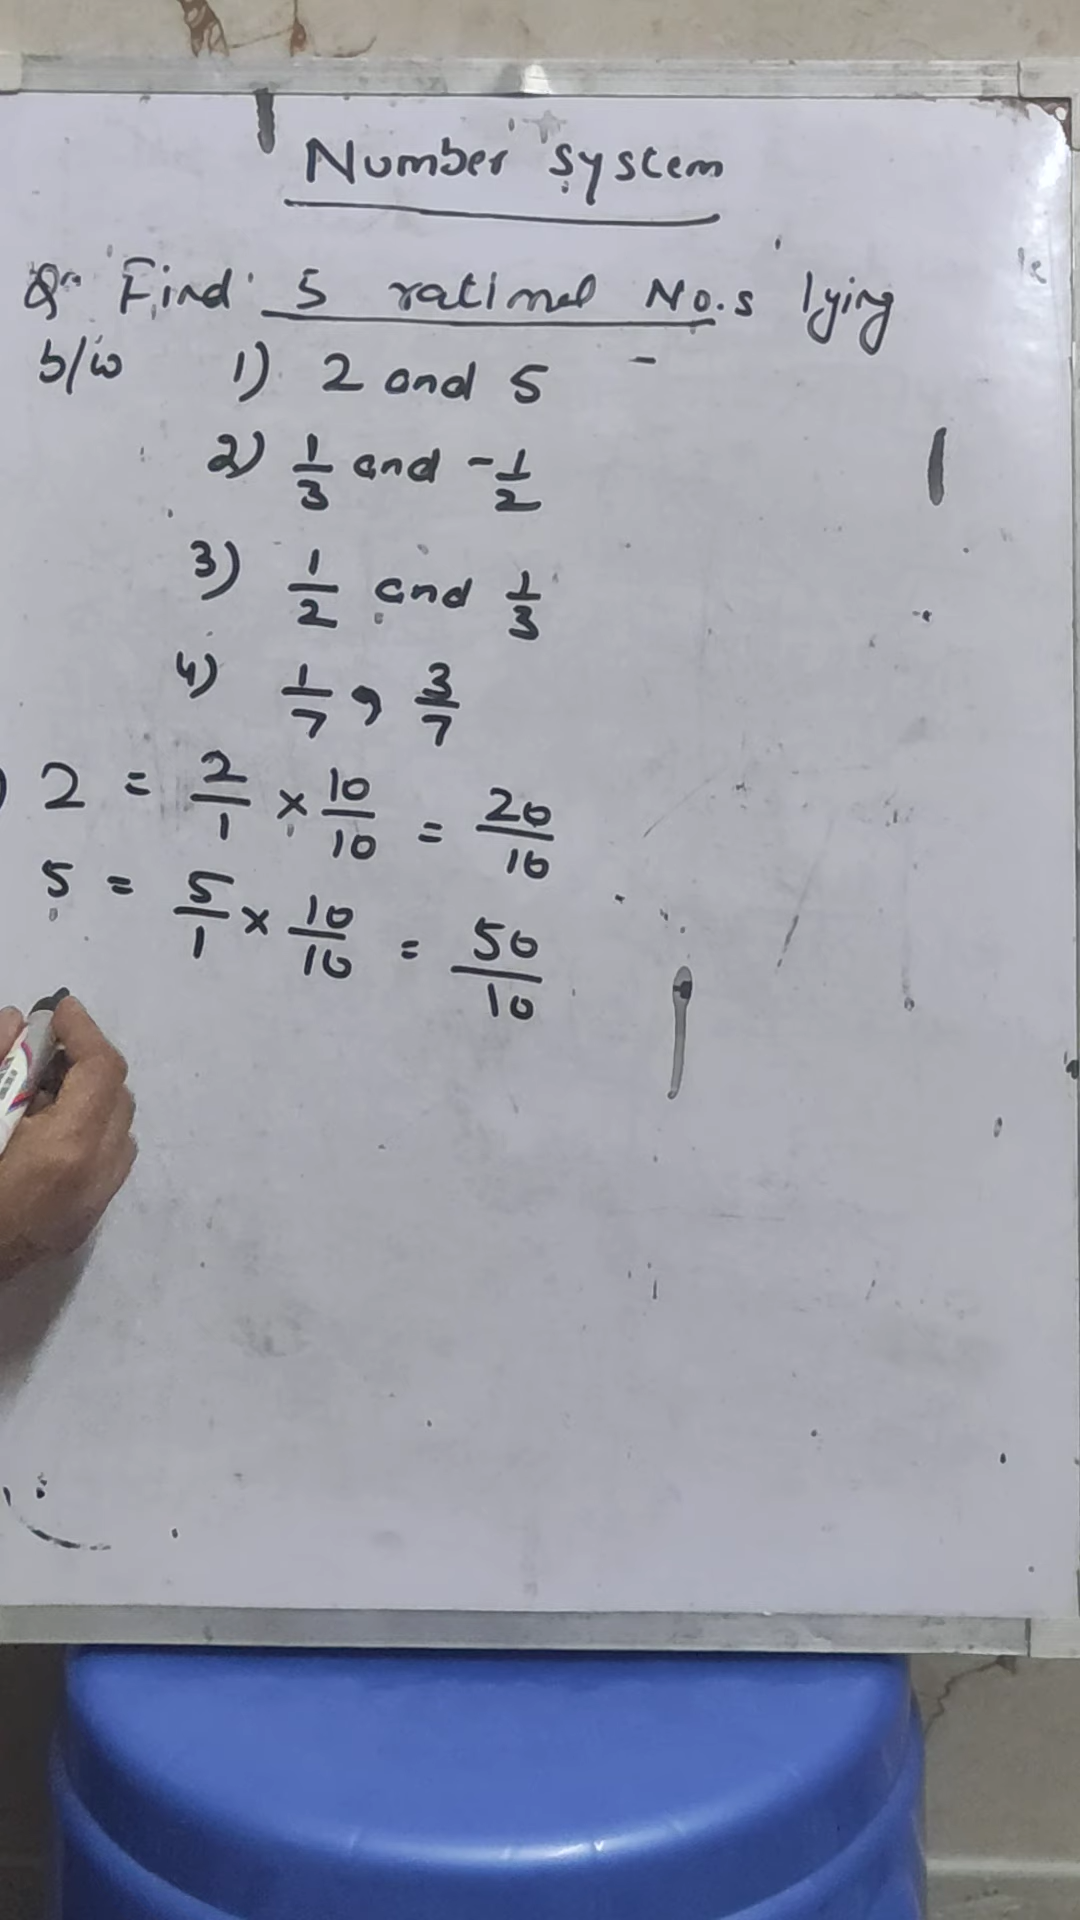 Number system
Qn Find 5 rational No.s lying
b/w 1) 2 and 5
2) 1/3 and -1/2
3) 1/2 and 1/3
4) 1/7 , 3/7
) 2 = 2/1 × 10/10 = 20/10
5 = 5/1 × 10/10 = 50/10